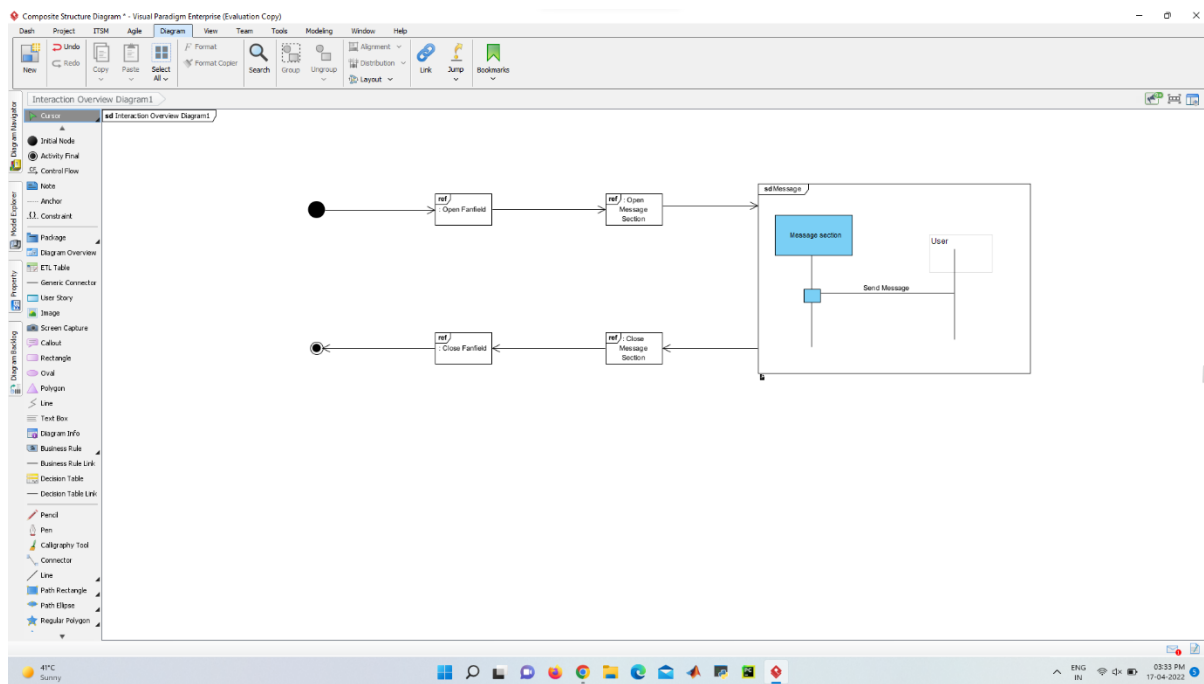 Composite Structure Diagram * - Visual Paradigm Enterprise (Evaluation Copy)
Dash Project ITSM Agile Diagram View Team Tools Modeling Window Help
New
Undo
Redo
Copy
Paste
Select
All
Format
Format Copier
Search
Group
Ungroup
Alignment
Distribution
Layout
Link
Jump
Bookmarks
Interaction Overview Diagram1
Diagram Navigator
Model Explorer
Property
Diagram Backlog
Cursor
Initial Node
Activity Final
Control Flow
Note
Anchor
Constraint
Package
Diagram Overview
ETL Table
Generic Connector
User Story
Image
Screen Capture
Callout
Rectangle
Oval
Polygon
Line
Text Box
Diagram Info
Business Rule
Business Rule Link
Decision Table
Decision Table Link
Pencil
Pen
Calligraphy Tool
Connector
Line
Path Rectangle
Path Ellipse
Regular Polygon
sd Interaction Overview Diagram1
ref
: Open Fanfield
ref : Open
Message
Section
sd Message
Message section
User
Send Message
ref
: Close Fanfield
ref : Close
Message
Section
41°C
Sunny
ENG
IN
03:33 PM
17-04-2022